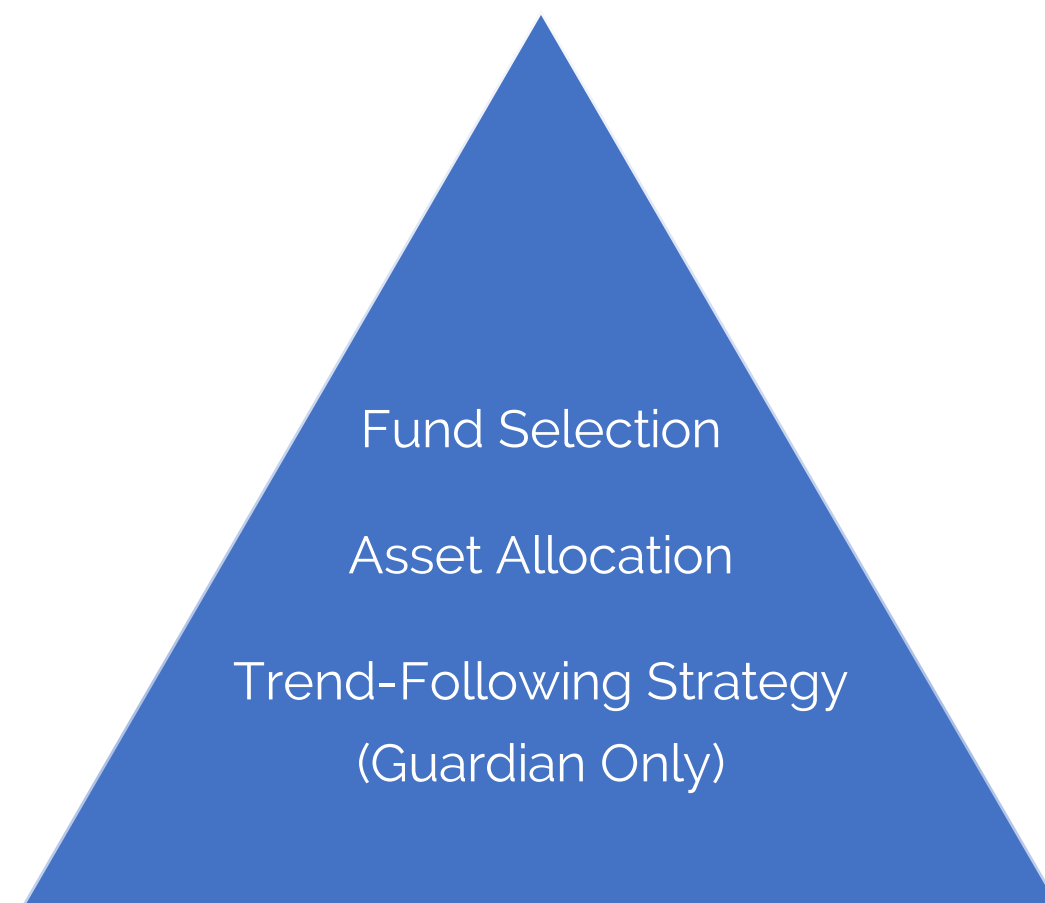 Fund Selection
Asset Allocation
Trend-Following Strategy
(Guardian Only)